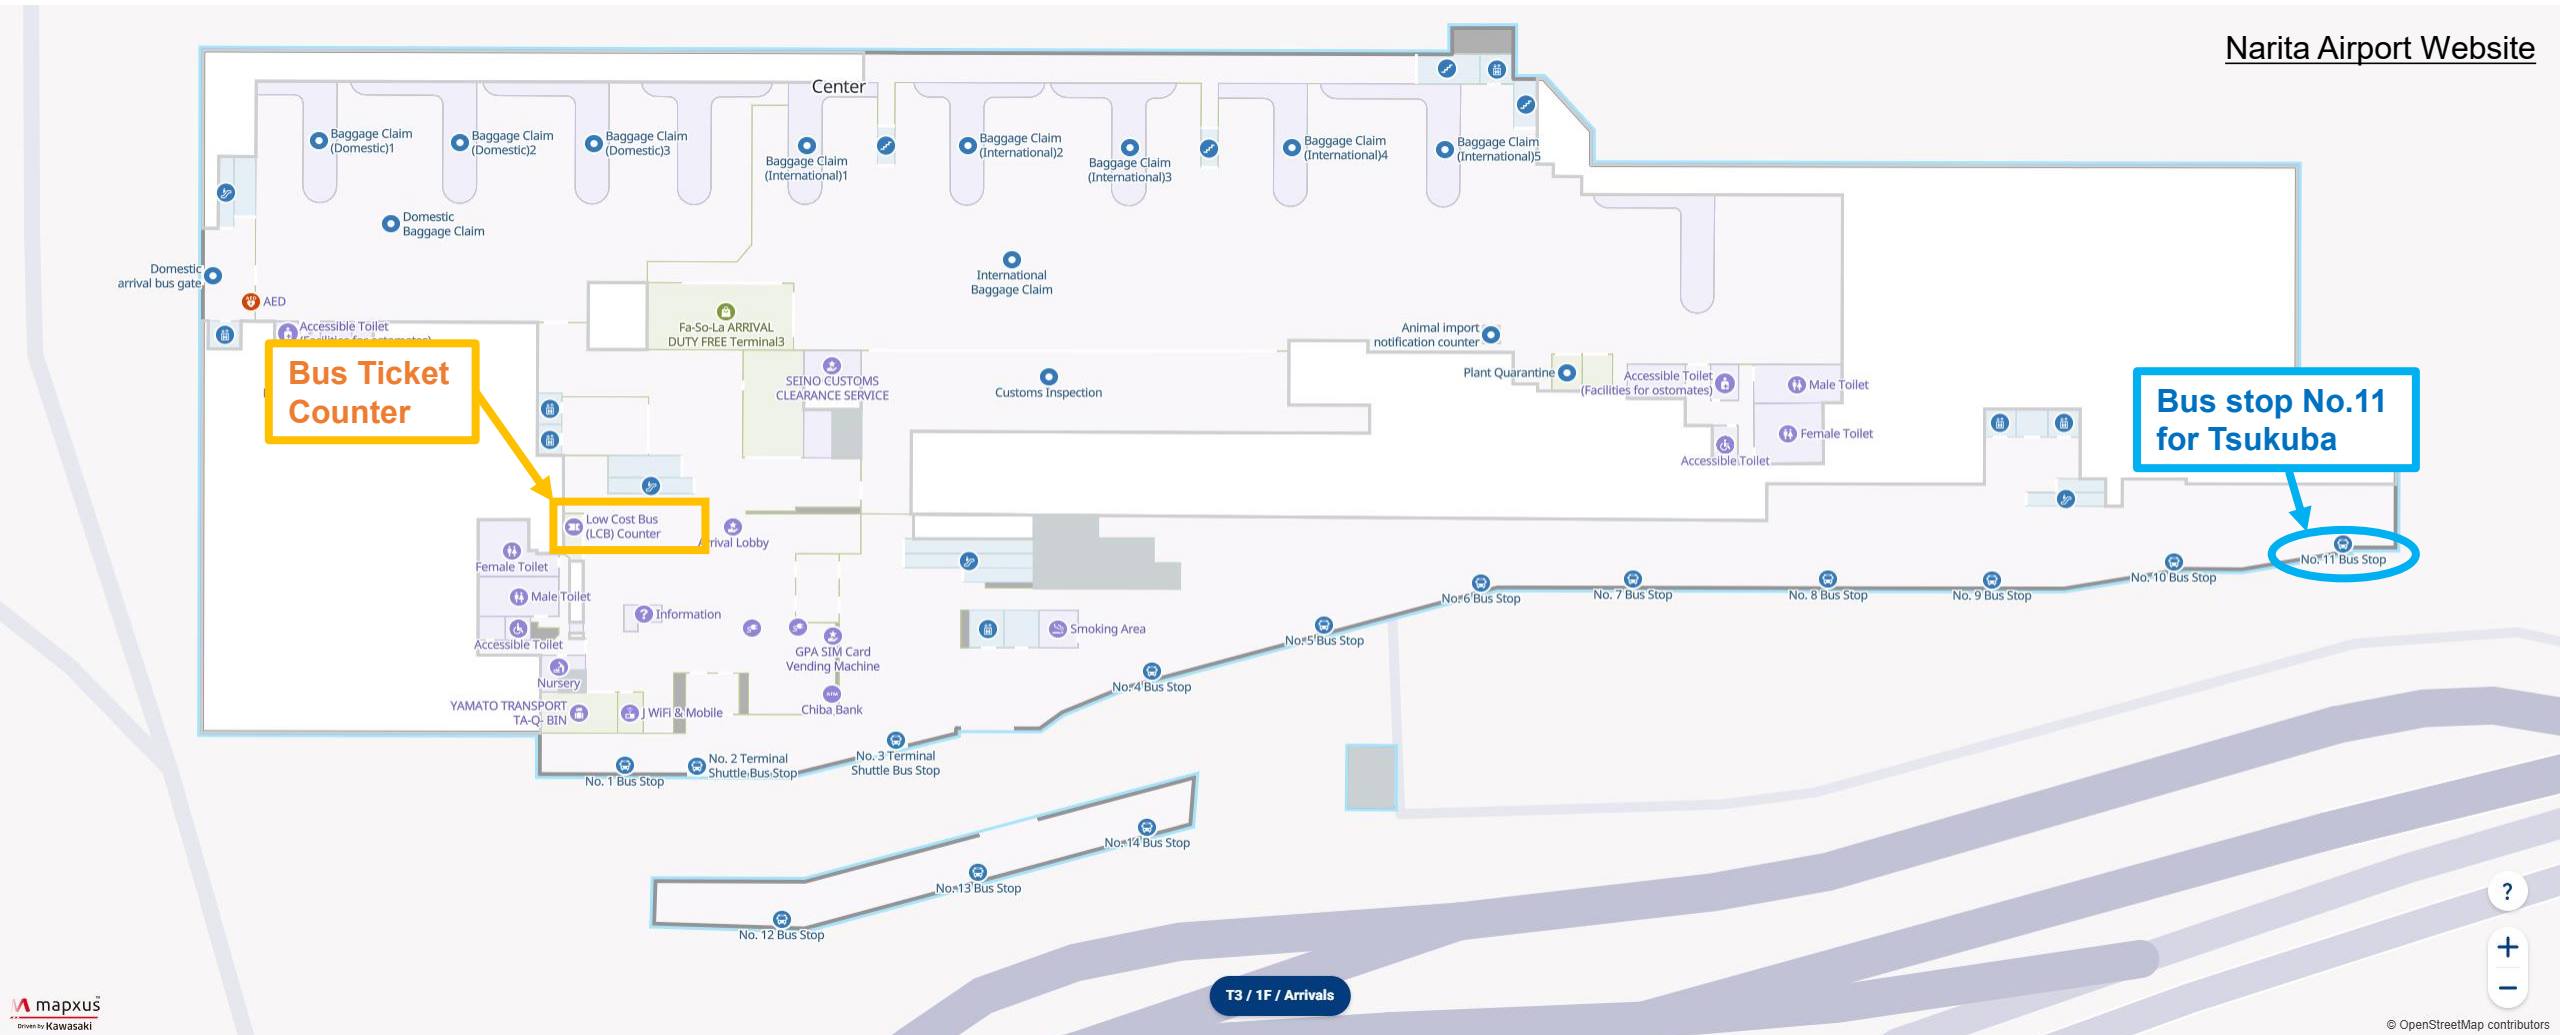 Narita Airport Website
Center
Baggage Claim
(Domestic)1
Baggage Claim
(Domestic)2
Baggage Claim
(Domestic)3
Baggage Claim
(International)1
Baggage Claim
(International)2
Baggage Claim
(International)3
Baggage Claim
(International)4
Baggage Claim
(International)5
Domestic
Baggage Claim
Domestic
arrival bus gate
AED
AED
International
Baggage Claim
Fa-So-La ARRIVAL
DUTY FREE Terminal3
Accessible Toilet
Animal import
notification counter
Bus Ticket
Counter
SEINO CUSTOMS
CLEARANCE SERVICE
Customs Inspection
Plant Quarantine
Accessible Toilet
(Facilities for ostomates)
Male Toilet
Female Toilet
Accessible Toilet
Bus stop No.11
for Tsukuba
Low Cost Bus
(LCB) Counter
Arrival Lobby
Female Toilet
Male Toilet
Accessible Toilet
Information
Nursery
GPA SIM Card
Vending Machine
Smoking Area
YAMATO TRANSPORT
TA-Q- BIN
J WiFi & Mobile
ATM
Chiba Bank
No. 1 Bus Stop
No. 2 Terminal
Shuttle Bus Stop
No. 3 Terminal
Shuttle Bus Stop
No. 4 Bus Stop
No. 5 Bus Stop
No. 6 Bus Stop
No. 7 Bus Stop
No. 8 Bus Stop
No. 9 Bus Stop
No. 10 Bus Stop
No. 11 Bus Stop
No. 14 Bus Stop
No. 13 Bus Stop
No. 12 Bus Stop
T3 / 1F / Arrivals
mapxus
Driven by Kawasaki
?
+
−
© OpenStreetMap contributors